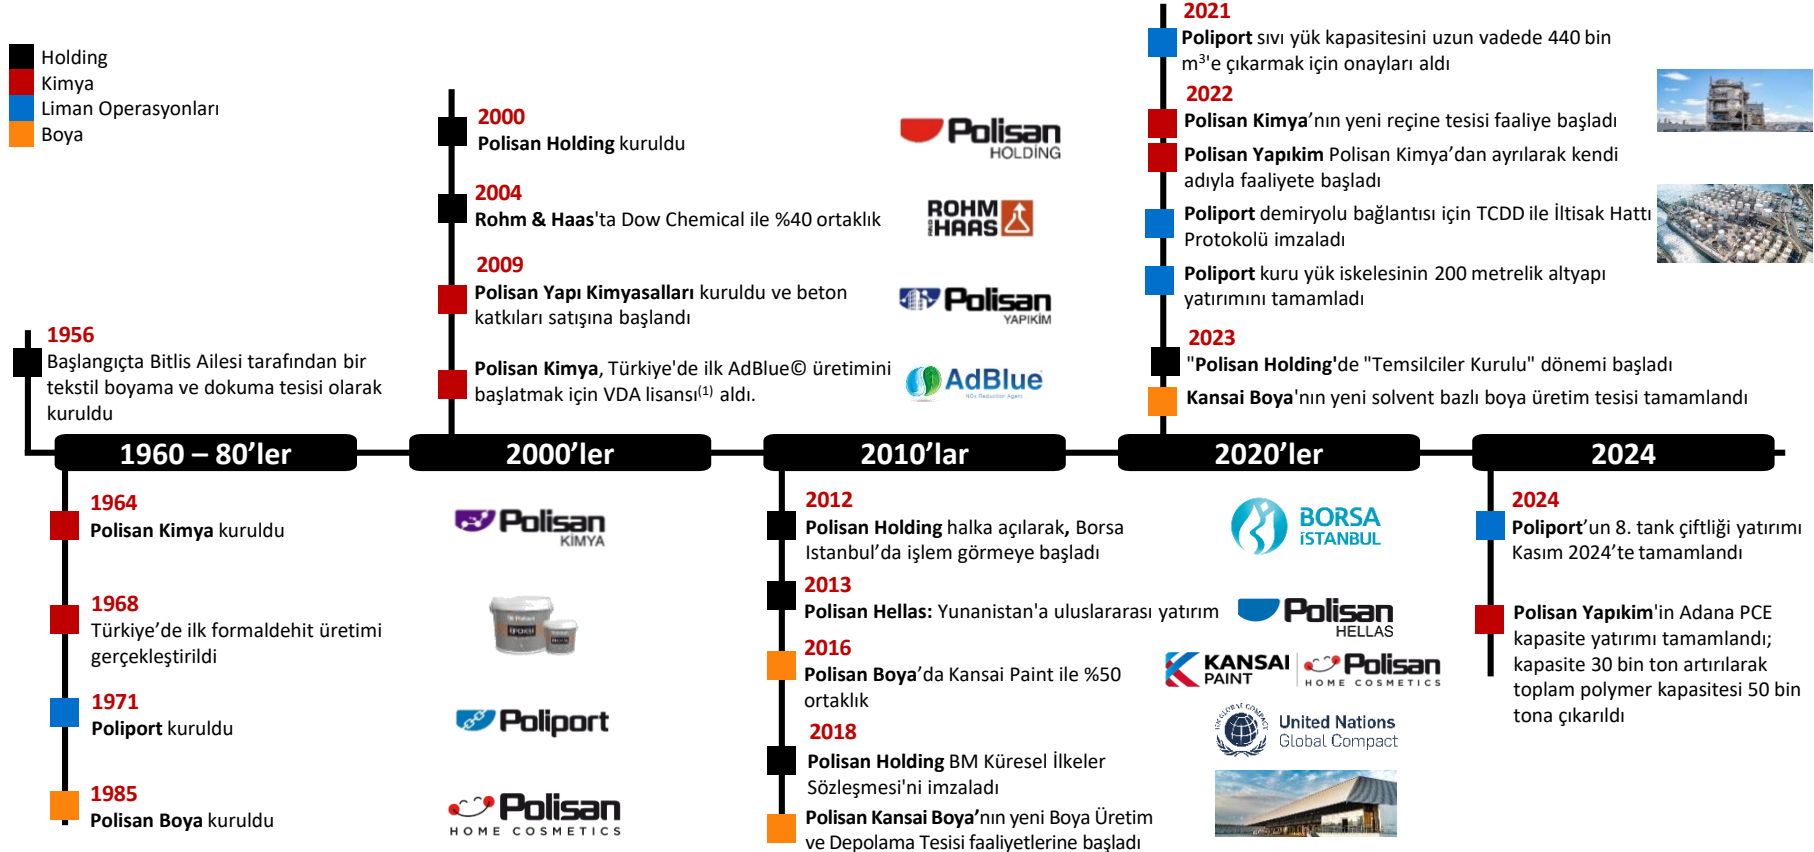 Holding
Kimya
Liman Operasyonları
Boya
1956
Başlangıçta Bitlis Ailesi tarafından bir
tekstil boyama ve dokuma tesisi olarak
kuruldu
1960 – 80’ler
1964
Polisan Kimya kuruldu
1968
Türkiye’de ilk formaldehit üretimi
gerçekleştirildi
1971
Poliport kuruldu
1985
Polisan Boya kuruldu
Polisan
KİMYA
Poliport
Polisan
HOME COSMETICS
2000
Polisan Holding kuruldu
2004
Rohm & Haas'ta Dow Chemical ile %40 ortaklık
2009
Polisan Yapı Kimyasalları kuruldu ve beton
katkıları satışına başlandı
Polisan Kimya, Türkiye'de ilk AdBlue© üretimini
başlatmak için VDA lisansı(1) aldı.
Polisan
HOLDİNG
ROHM
HAAS
Polisan
YAPIKİM
AdBlue
NOx Reduction Agent
2000’ler
2010’lar
2012
Polisan Holding halka açılarak, Borsa
Istanbul’da işlem görmeye başladı
2013
Polisan Hellas: Yunanistan'a uluslararası yatırım
2016
Polisan Boya’da Kansai Paint ile %50
ortaklık
2018
Polisan Holding BM Küresel İlkeler
Sözleşmesi'ni imzaladı
Polisan Kansai Boya’nın yeni Boya Üretim
ve Depolama Tesisi faaliyetlerine başladı
BORSA
İSTANBUL
Polisan
HELLAS
KANSAI
PAINT
Polisan
HOME COSMETICS
United Nations
Global Compact
2021
Poliport sıvı yük kapasitesini uzun vadede 440 bin
m3'e çıkarmak için onayları aldı
2022
Polisan Kimya’nın yeni reçine tesisi faaliye başladı
Polisan Yapıkim Polisan Kimya’dan ayrılarak kendi
adıyla faaliyete başladı
Poliport demiryolu bağlantısı için TCDD ile İltisak Hattı
Protokolü imzaladı
Poliport kuru yük iskelesinin 200 metrelik altyapı
yatırımını tamamladı
2023
"Polisan Holding'de "Temsilciler Kurulu" dönemi başladı
Kansai Boya'nın yeni solvent bazlı boya üretim tesisi tamamlandı
2020’ler
2024
2024
Poliport’un 8. tank çiftliği yatırımı
Kasım 2024’te tamamlandı
Polisan Yapıkim'in Adana PCE
kapasite yatırımı tamamlandı;
kapasite 30 bin ton artırılarak
toplam polymer kapasitesi 50 bin
tona çıkarıldı